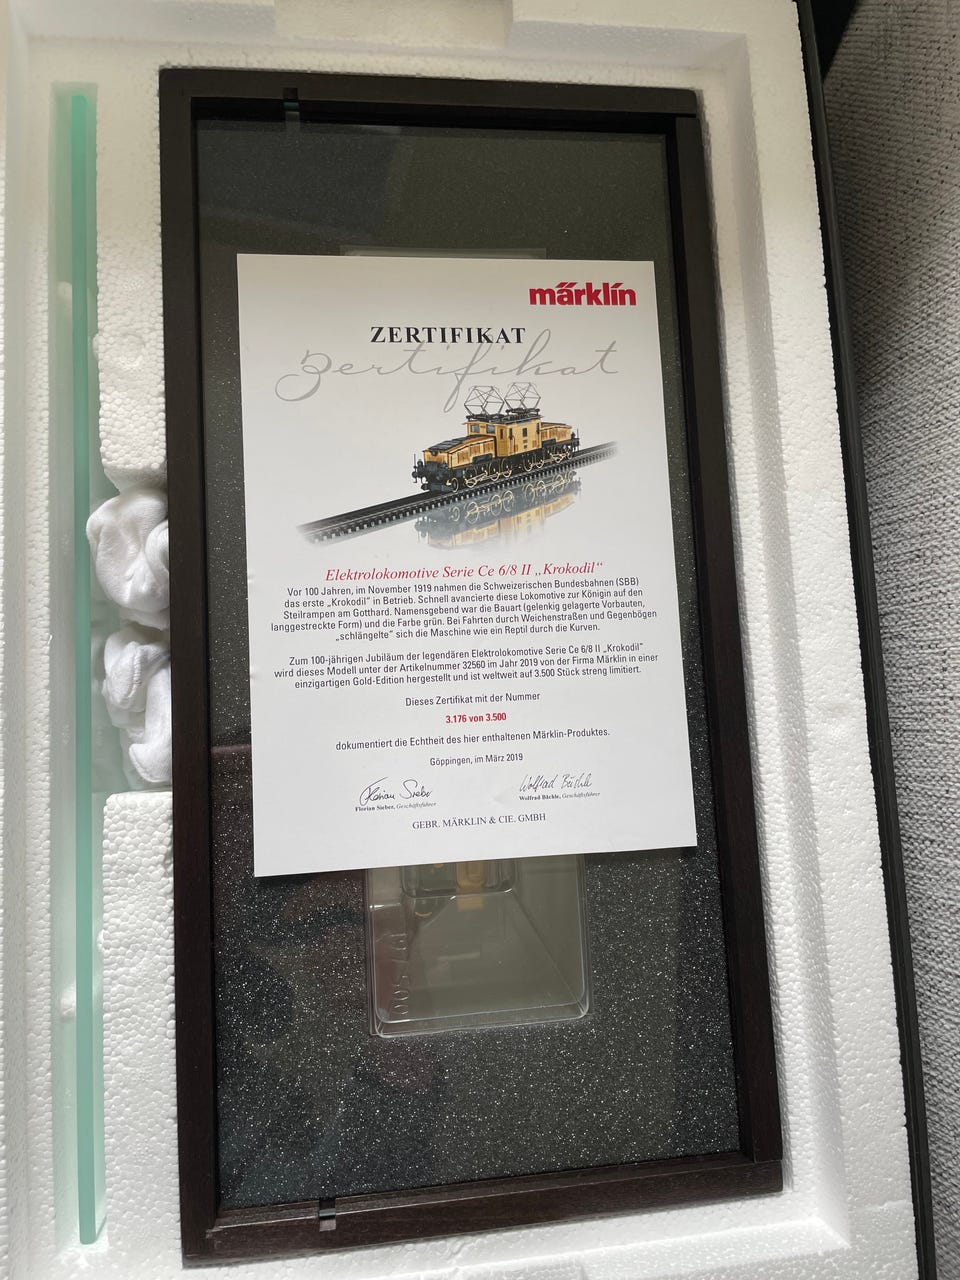 märklin
ZERTIFIKAT
zertifikat
Elektrolokomotive Serie Ce 6/8 II „Krokodil“
Vor 100 Jahren, im November 1919 nahmen die Schweizerischen Bundesbahnen (SBB)
das erste „Krokodil“ in Betrieb. Schnell avancierte diese Lokomotive zur Königin auf den
Steilrampen am Gotthard. Namensgebend war die Bauart (gelenkig gelagerte Vorbauten,
langgestreckte Form) und die Farbe grün. Bei Fahrten durch Weichenstraßen und Gegenbögen
„schlängelte“ sich die Maschine wie ein Reptil durch die Kurven.
Zum 100-jährigen Jubiläum der legendären Elektrolokomotive Serie Ce 6/8 II „Krokodil“
wird dieses Modell unter der Artikelnummer 32560 im Jahr 2019 von der Firma Märklin in einer
einzigartigen Gold-Edition hergestellt und ist weltweit auf 3.500 Stück streng limitiert.
Dieses Zertifikat mit der Nummer
3.176 von 3.500
dokumentiert die Echtheit des hier enthaltenen Märklin-Produktes.
Göppingen, im März 2019
Florian Sieber Wolfrad Bächle
Florian Sieber, Geschäftsführer Wolfrad Bächle, Geschäftsführer
GEBR. MÄRKLIN & CIE. GMBH